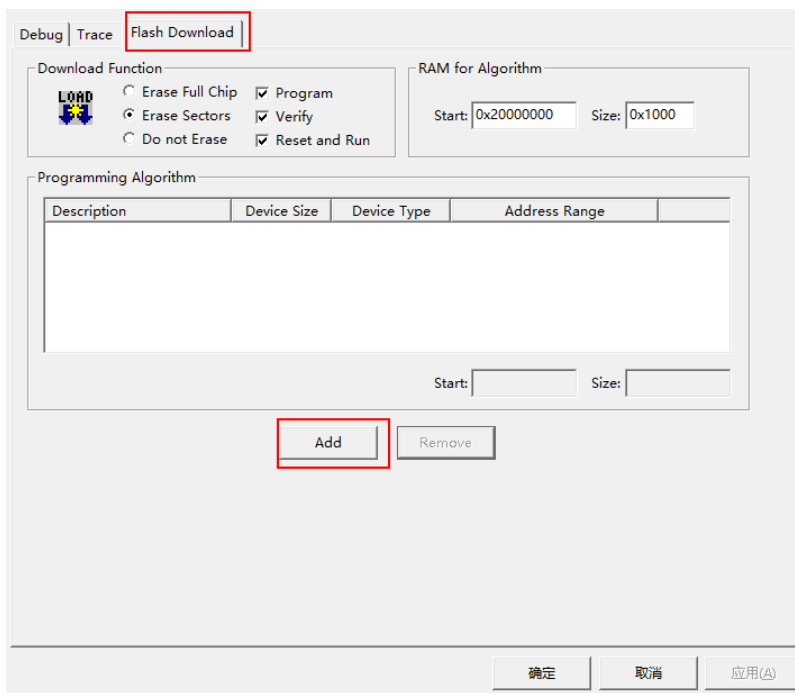 Debug Trace Flash Download
Download Function
LOAD
Erase Full Chip Program
Erase Sectors Verify
Do not Erase Reset and Run
RAM for Algorithm
Start: 0x20000000 Size: 0x1000
Programming Algorithm
Description Device Size Device Type Address Range
Start: Size:
Add Remove
确定 取消 应用(A)